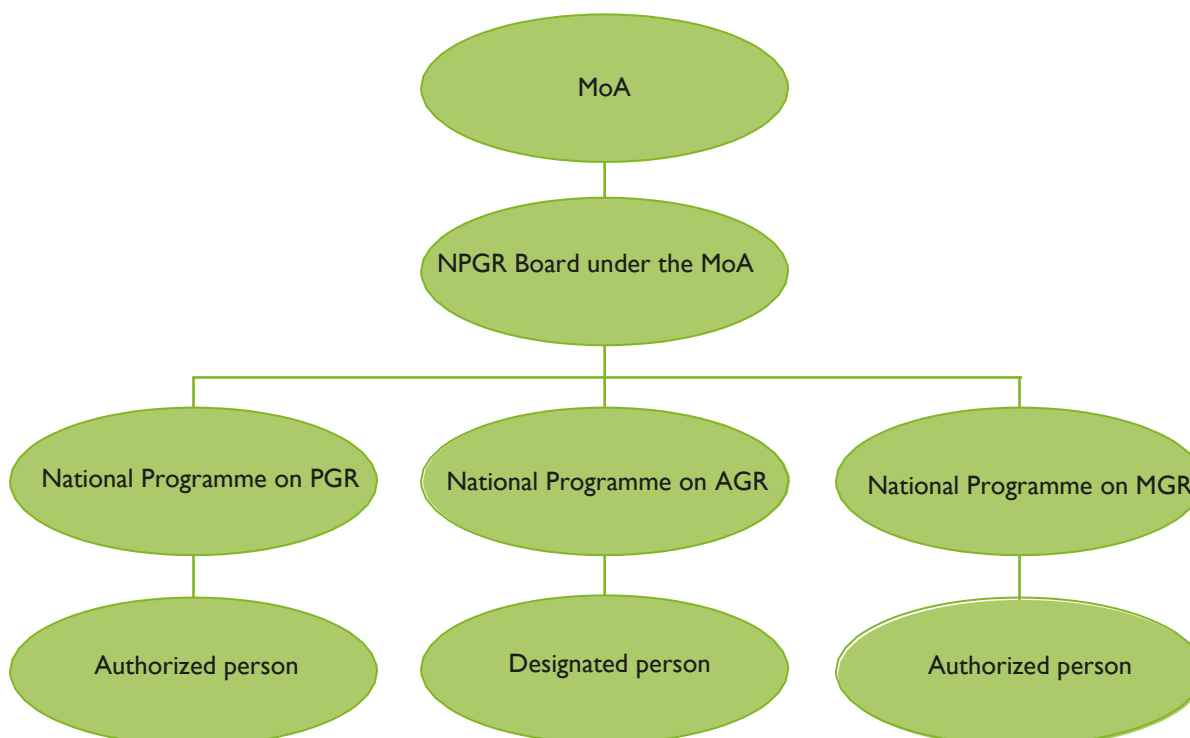 MoA
NPGR Board under the MoA
National Programme on PGR
National Programme on AGR
National Programme on MGR
Authorized person
Designated person
Authorized person